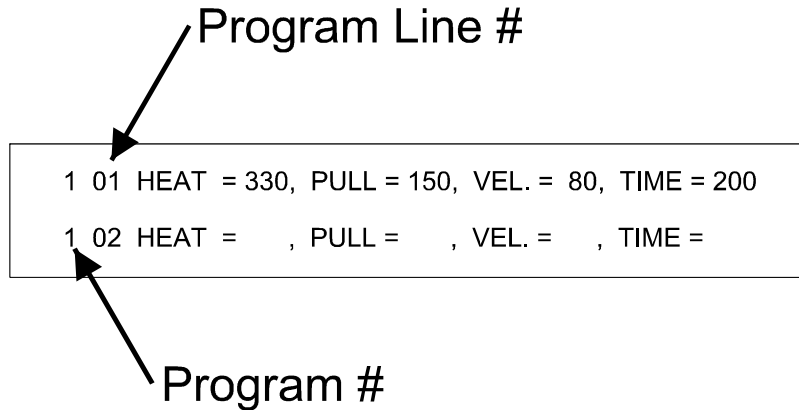 Program Line #
1 01 HEAT = 330, PULL = 150, VEL. = 80, TIME = 200
1 02 HEAT = , PULL = , VEL. = , TIME =
Program #